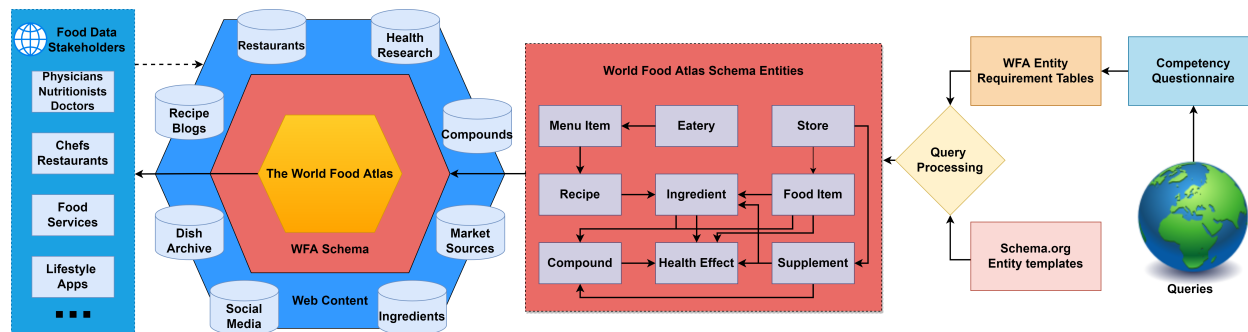 Food Data
Stakeholders
Physicians
Nutritionists
Doctors
Chefs
Restaurants
Food
Services
Lifestyle
Apps
Restaurants
Health
Research
Recipe
Blogs
Compounds
The World Food Atlas
Dish
Archive
Market
Sources
WFA Schema
Web Content
Social
Media
Ingredients
World Food Atlas Schema Entities
Menu Item
Eatery
Store
Recipe
Ingredient
Food Item
Compound
Health Effect
Supplement
Query
Processing
WFA Entity
Requirement Tables
Competency
Questionnaire
Schema.org
Entity templates
Queries